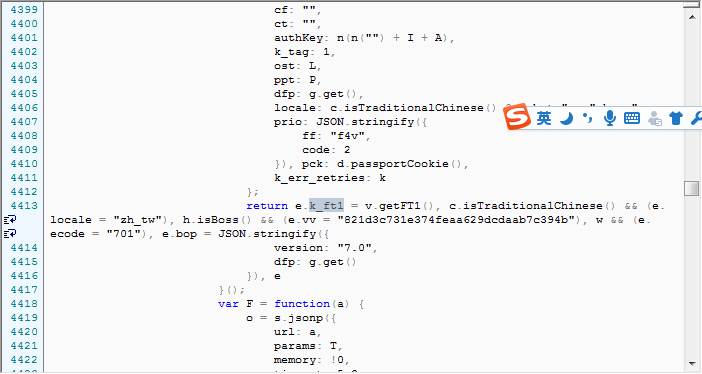 4399 cf: "",
4400 ct: "",
4401 authKey: n(n("") + I + A),
4402 k_tag: 1,
4403 ost: L,
4404 ppt: P,
4405 dfp: g.get(),
4406 locale: c.isTraditionalChinese()
英
4407 prio: JSON.stringify({
4408 ff: "f4v",
4409 code: 2
4410 }), pck: d.passportCookie(),
4411 k_err_retries: k
4412 };
4413 return e.k_ft1 = v.getFT1(), c.isTraditionalChinese() && (e.
locale = "zh_tw"), h.isBoss() && (e.vv = "821d3c731e374feaa629dcdaab7c394b"), w && (e.
ecode = "701"), e.bop = JSON.stringify({
4414 version: "7.0",
4415 dfp: g.get()
4416 }), e
4417 }();
4418 var F = function(a) {
4419 o = s.jsonp({
4420 url: a,
4421 params: T,
4422 memory: !0,